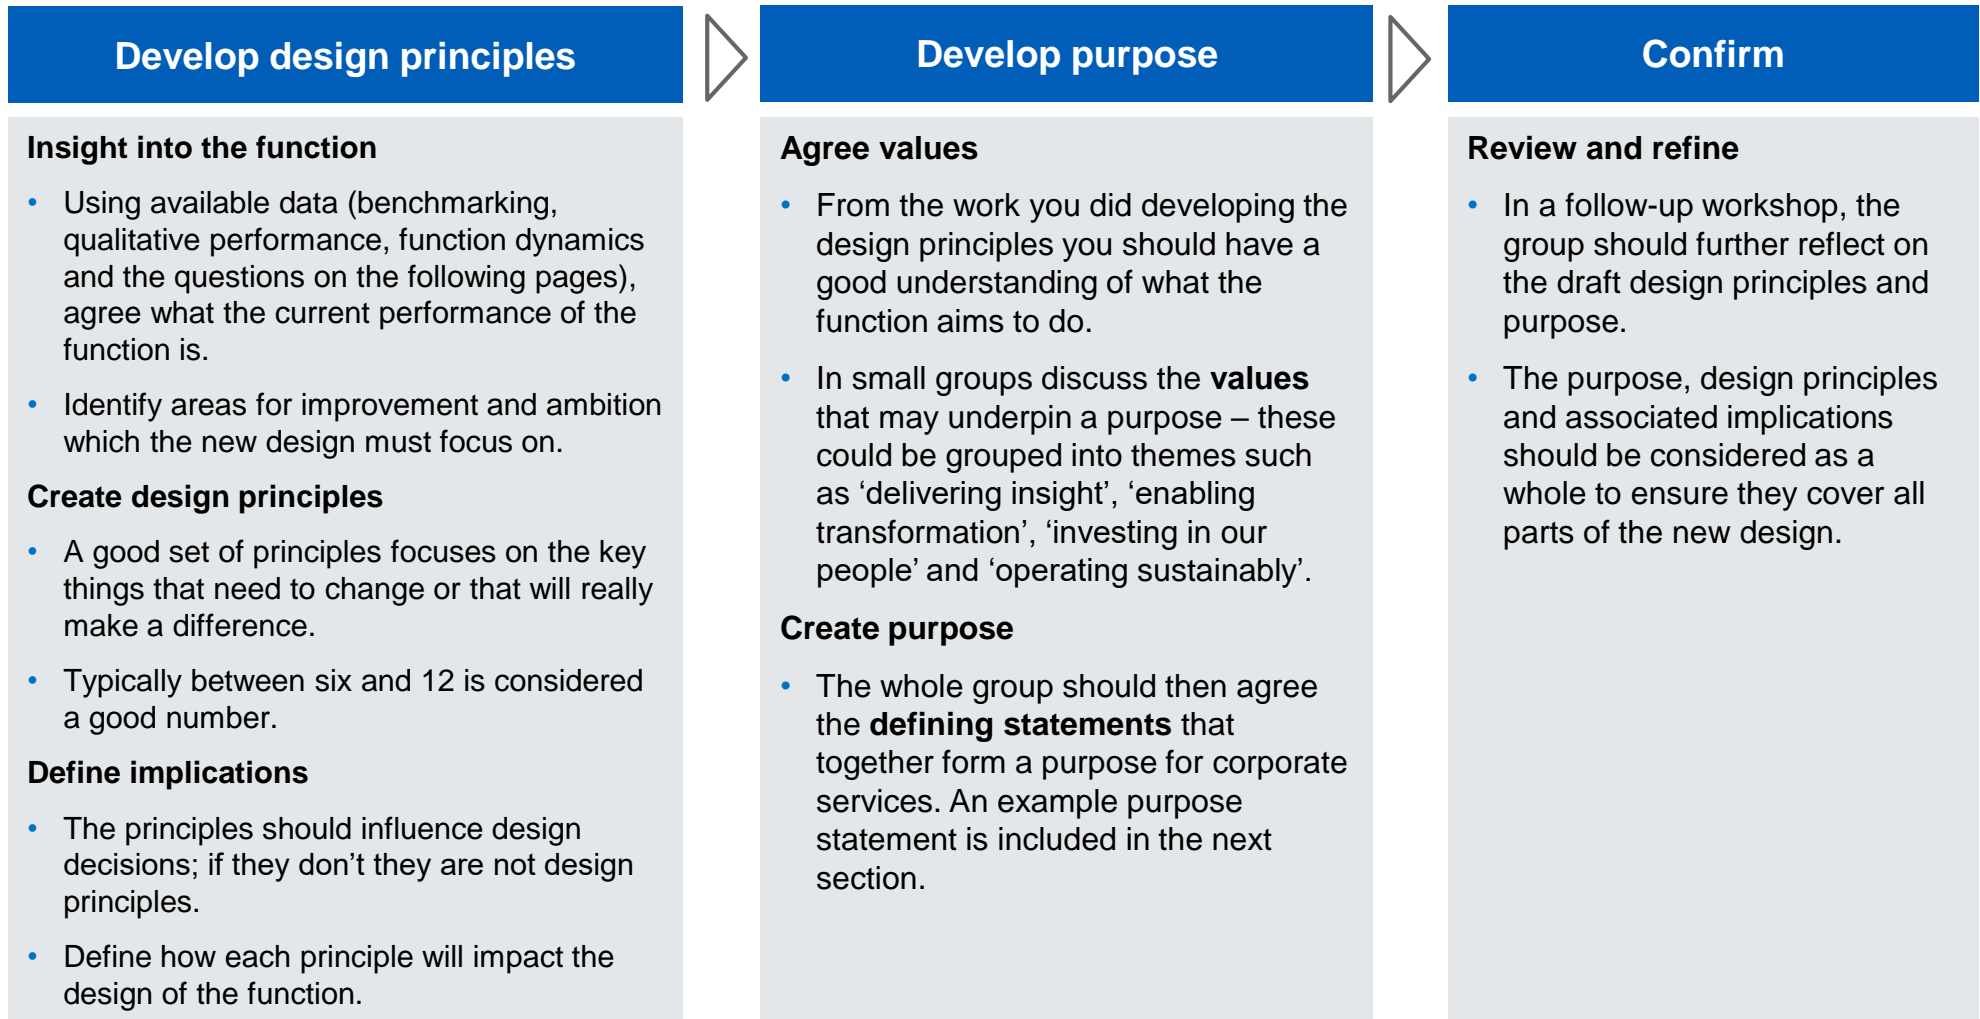 Develop design principles
Insight into the function
• Using available data (benchmarking,
qualitative performance, function dynamics
and the questions on the following pages),
agree what the current performance of the
function is.
• Identify areas for improvement and ambition
which the new design must focus on.
Create design principles
• A good set of principles focuses on the key
things that need to change or that will really
make a difference.
• Typically between six and 12 is considered
a good number.
Define implications
• The principles should influence design
decisions; if they don’t they are not design
principles.
• Define how each principle will impact the
design of the function.
Develop purpose
Agree values
• From the work you did developing the
design principles you should have a
good understanding of what the
function aims to do.
• In small groups discuss the values
that may underpin a purpose – these
could be grouped into themes such
as ‘delivering insight’, ‘enabling
transformation’, ‘investing in our
people’ and ‘operating sustainably’.
Create purpose
• The whole group should then agree
the defining statements that
together form a purpose for corporate
services. An example purpose
statement is included in the next
section.
Confirm
Review and refine
• In a follow-up workshop, the
group should further reflect on
the draft design principles and
purpose.
• The purpose, design principles
and associated implications
should be considered as a
whole to ensure they cover all
parts of the new design.